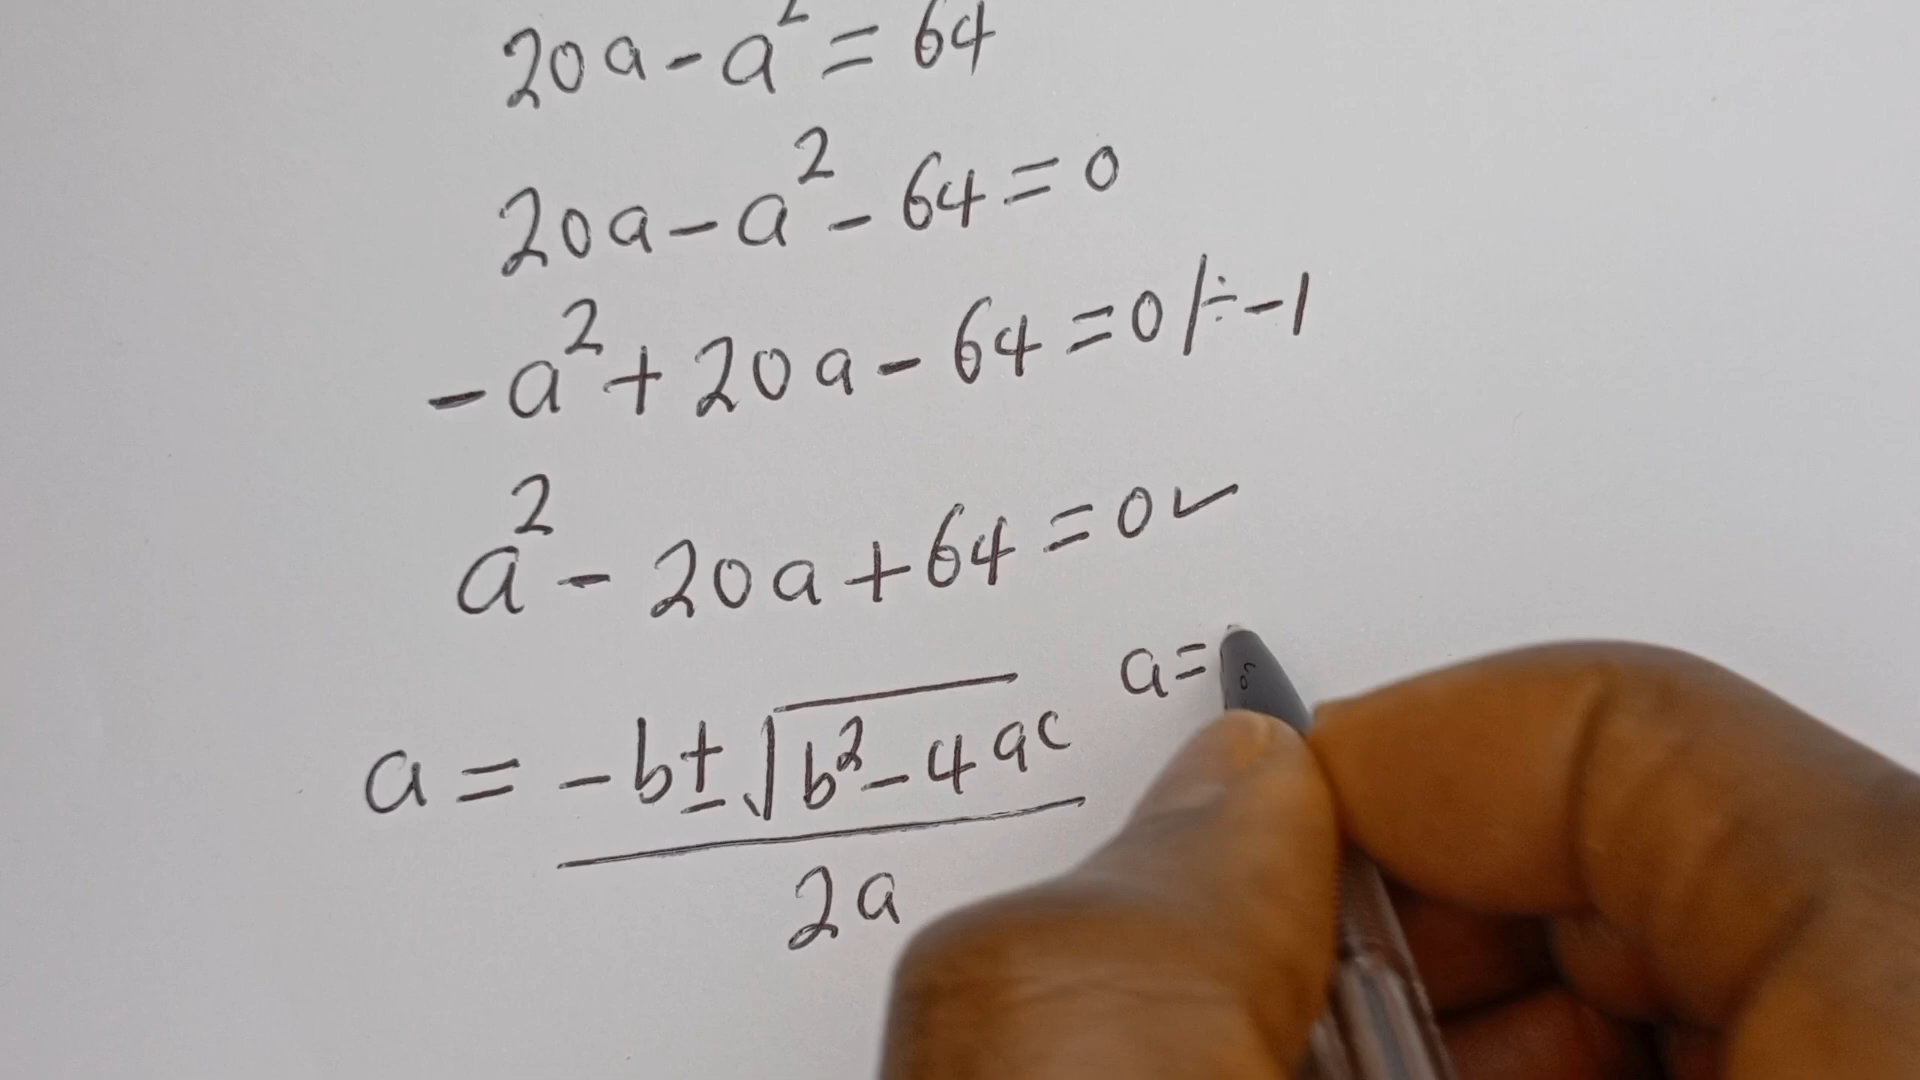 20a - a² = 64
20a - a² - 64 = 0
-a² + 20a - 64 = 0 /÷ -1
a² - 20a + 64 = 0 ✓
a =
a = -b ± √b² - 4ac
2a